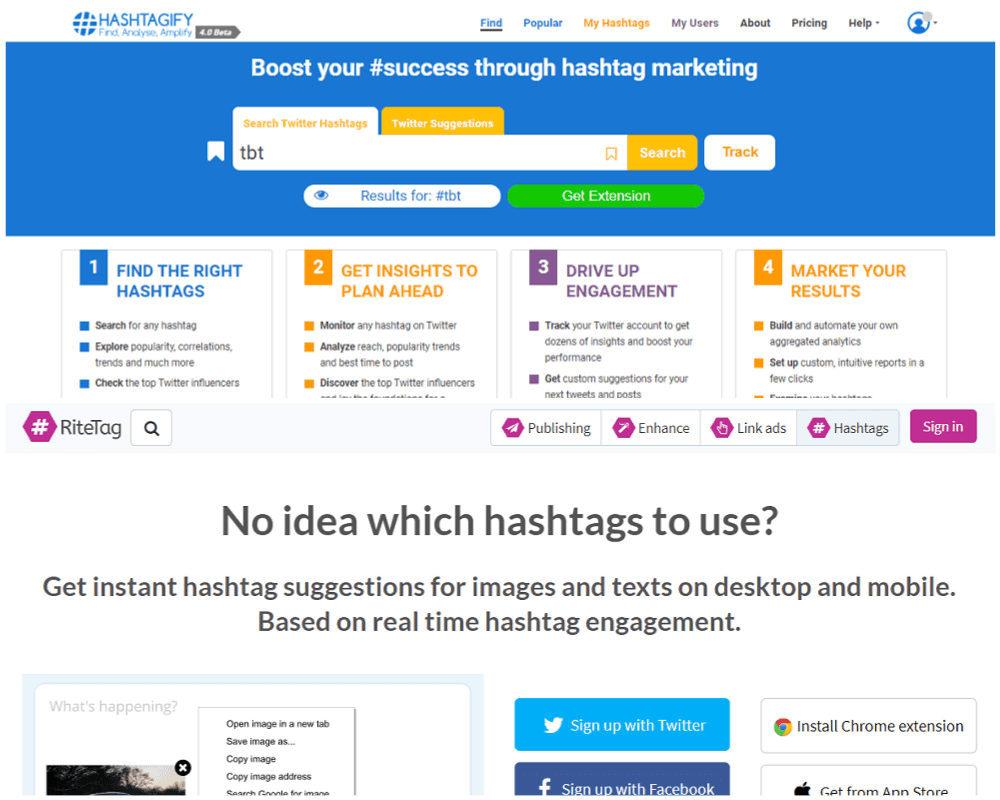 HASHTAGIFY
Find, Analyse, Amplify 4.0 Beta
Find Popular My Hashtags My Users About Pricing Help
Boost your #success through hashtag marketing
Search Twitter Hashtags Twitter Suggestions
tbt Search Track
Results for: #tbt Get Extension
1 FIND THE RIGHT
HASHTAGS
Search for any hashtag
Explore popularity, correlations,
trends and much more
Check the top Twitter influencers
2 GET INSIGHTS TO
PLAN AHEAD
Monitor any hashtag on Twitter
Analyze reach, popularity trends
and best time to post
Discover the top Twitter influencers
3 DRIVE UP
ENGAGEMENT
Track your Twitter account to get
dozens of insights and boost your
performance
Get custom suggestions for your
next tweets and posts
4 MARKET YOUR
RESULTS
Build and automate your own
aggregated analytics
Set up custom, intuitive reports in a
few clicks
# RiteTag Publishing Enhance Link ads # Hashtags Sign in
No idea which hashtags to use?
Get instant hashtag suggestions for images and texts on desktop and mobile.
Based on real time hashtag engagement.
What's happening?
Open image in a new tab
Save image as...
Copy image
Copy image address
Search Google for image
Sign up with Twitter Install Chrome extension
Sign up with Facebook Get from App Store